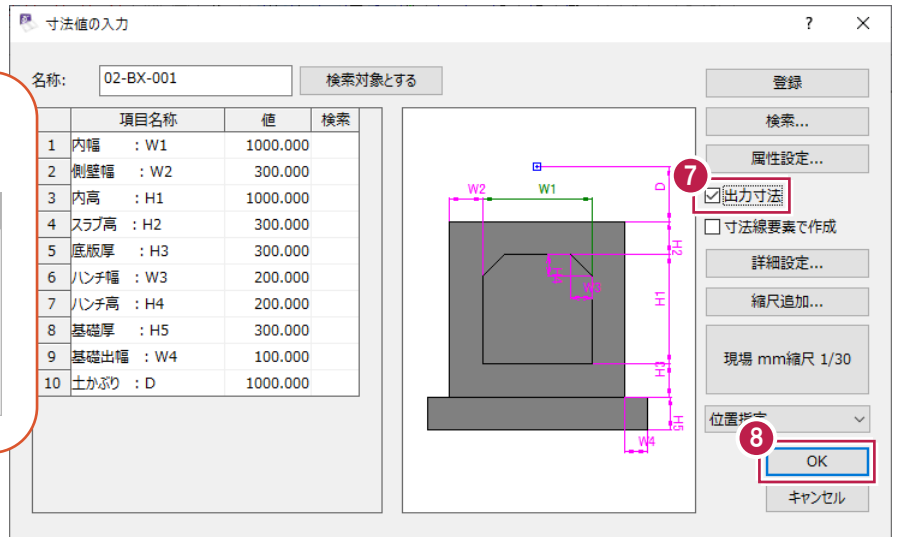 寸法値の入力 ? ×
名称: 02-BX-001 検索対象とする
項目名称 値 検索
1 内幅 : W1 1000.000
2 側壁幅 : W2 300.000
3 内高 : H1 1000.000
4 スラブ高 : H2 300.000
5 底版厚 : H3 300.000
6 ハンチ幅 : W3 200.000
7 ハンチ高 : H4 200.000
8 基礎厚 : H5 300.000
9 基礎出幅 : W4 100.000
10 土かぶり : D 1000.000
W2 W1 D
H2
H4
W3
H1
H3
H5
W4
登録
検索...
属性設定...
7
出力寸法
寸法線要素で作成
詳細設定...
縮尺追加...
現場 mm縮尺 1/30
位置指定
8
OK
キャンセル